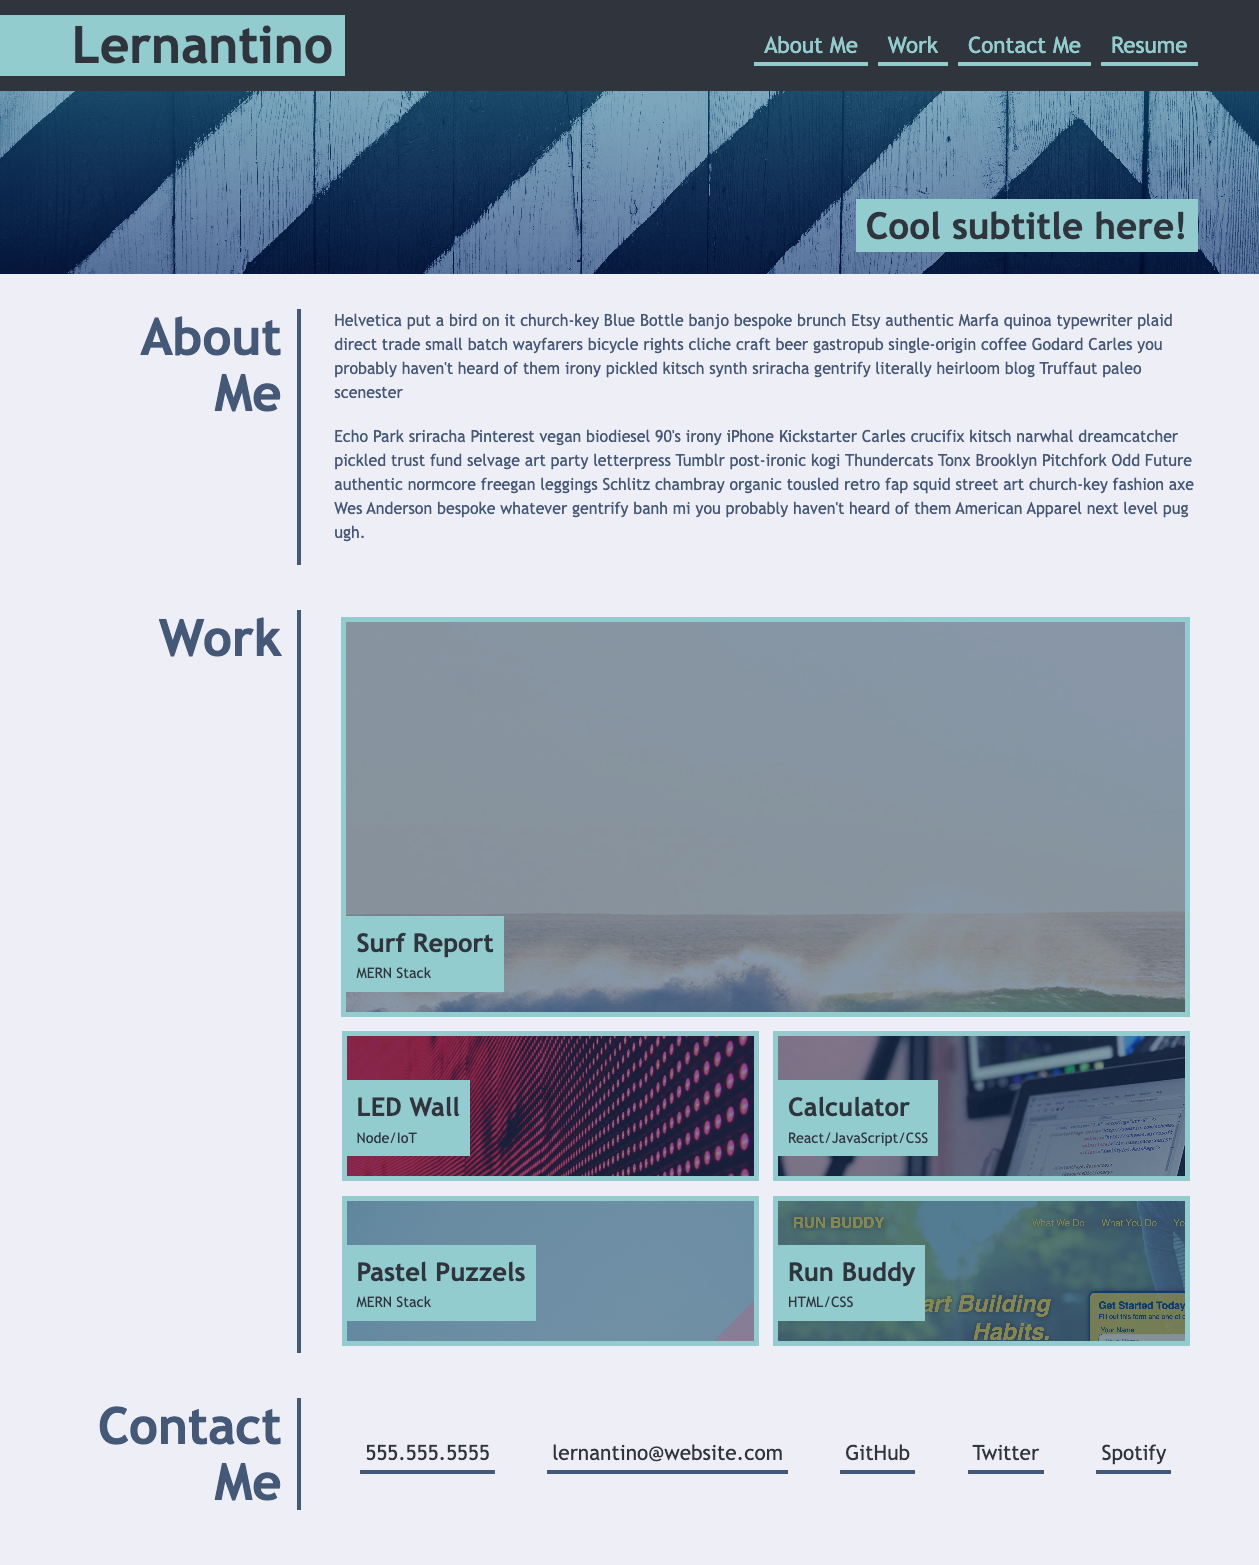 Lernantino
About Me Work Contact Me Resume
Cool subtitle here!
About
Me
Helvetica put a bird on it church-key Blue Bottle banjo bespoke brunch Etsy authentic Marfa quinoa typewriter plaid
direct trade small batch wayfarers bicycle rights cliche craft beer gastropub single-origin coffee Godard Carles you
probably haven't heard of them irony pickled kitsch synth sriracha gentrify literally heirloom blog Truffaut paleo
scenester
Echo Park sriracha Pinterest vegan biodiesel 90's irony iPhone Kickstarter Carles crucifix kitsch narwhal dreamcatcher
pickled trust fund selvage art party letterpress Tumblr post-ironic kogi Thundercats Tonx Brooklyn Pitchfork Odd Future
authentic normcore freegan leggings Schlitz chambray organic tousled retro fap squid street art church-key fashion axe
Wes Anderson bespoke whatever gentrify banh mi you probably haven't heard of them American Apparel next level pug
ugh.
Work
Surf Report
MERN Stack
LED Wall
Node/IoT
Calculator
React/JavaScript/CSS
Pastel Puzzels
MERN Stack
RUN BUDDY What We Do What You Do Yo
Run Buddy
HTML/CSS
art Building
Habits.
Get Started Today
Fill out this form and one of
Your Name
Contact
Me
555.555.5555 lernantino@website.com GitHub Twitter Spotify